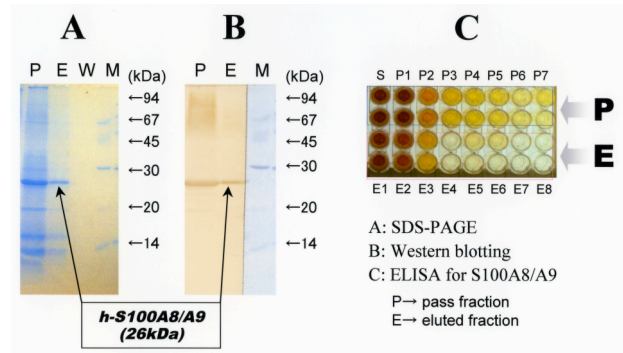 A
B
C
P E W M (kDa)
←94
←67
←45
←30
←20
←14
P E M (kDa)
←94
←67
←45
←30
←20
←14
h-S100A8/A9
(26kDa)
S P1 P2 P3 P4 P5 P6 P7
P
E
E1 E2 E3 E4 E5 E6 E7 E8
A: SDS-PAGE
B: Western blotting
C: ELISA for S100A8/A9
P→ pass fraction
E→ eluted fraction